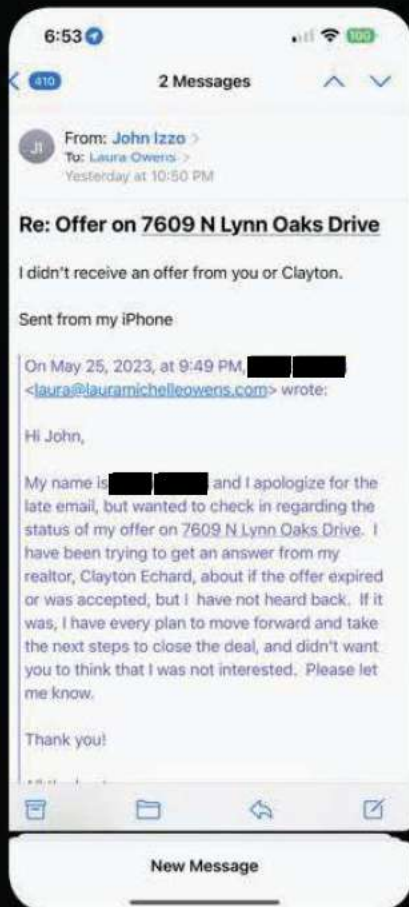 6:53
100
410
2 Messages
JI
From: John Izzo >
To: Laura Owens >
Yesterday at 10:50 PM
Re: Offer on 7609 N Lynn Oaks Drive
I didn't receive an offer from you or Clayton.
Sent from my iPhone
On May 25, 2023, at 9:49 PM,
<laura@lauramichelleowens.com> wrote:
Hi John,
My name is and I apologize for the
late email, but wanted to check in regarding the
status of my offer on 7609 N Lynn Oaks Drive. I
have been trying to get an answer from my
realtor, Clayton Echard, about if the offer expired
or was accepted, but I have not heard back. If it
was, I have every plan to move forward and take
the next steps to close the deal, and didn't want
you to think that I was not interested. Please let
me know.
Thank you!
New Message